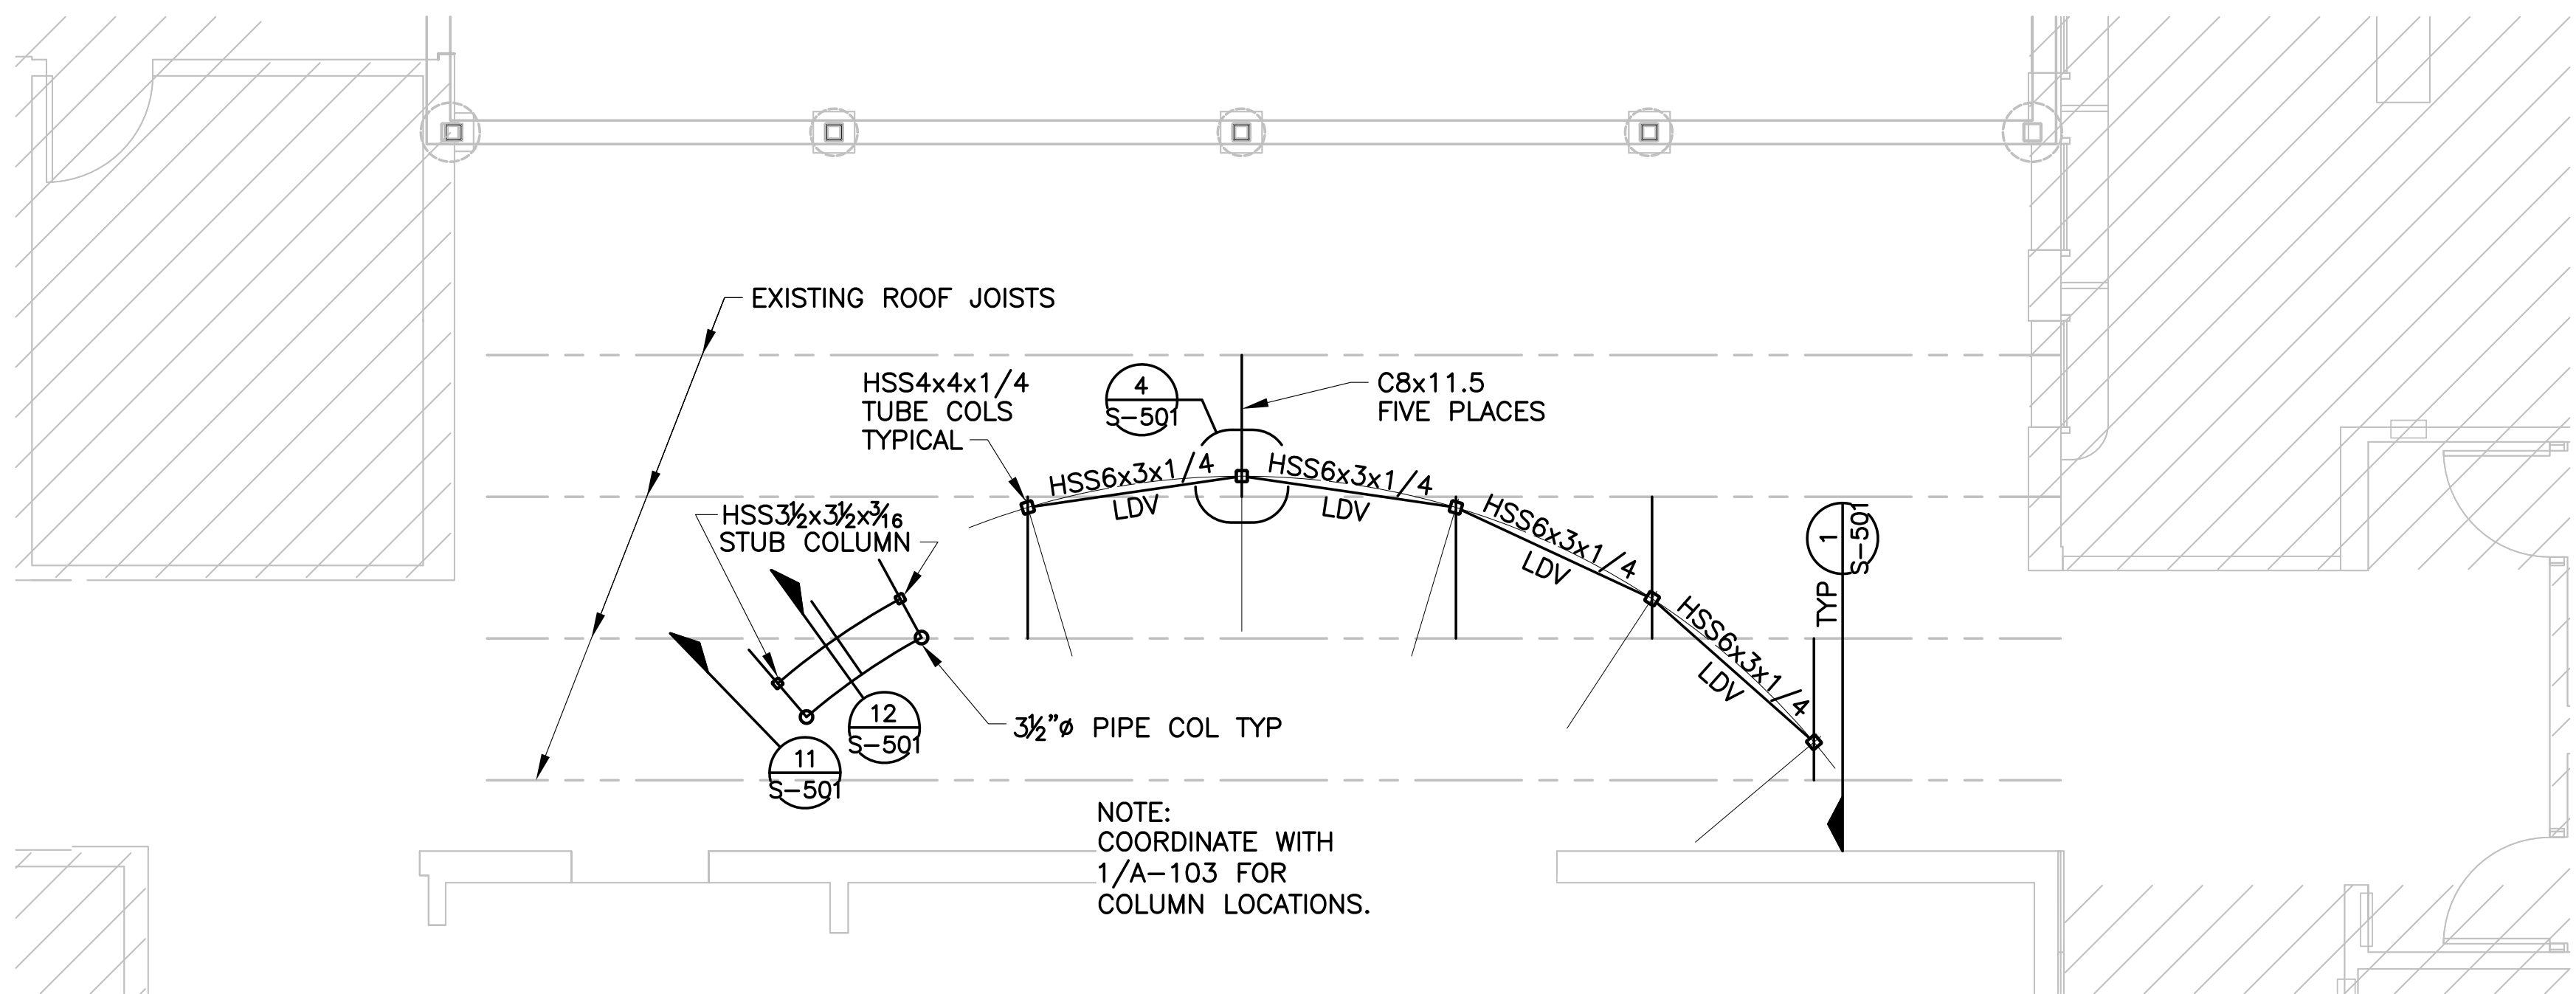 EXISTING ROOF JOISTS
HSS4x4x1/4
TUBE COLS
TYPICAL
4
S-501
C8x11.5
FIVE PLACES
HSS6x3x1/4
LDV
HSS6x3x1/4
LDV
HSS6x3x1/4
LDV
HSS6x3x1/4
LDV
HSS3½x3½x3/16
STUB COLUMN
1
S-501
TYP
12
S-501
11
S-501
3½"ø PIPE COL TYP
NOTE:
COORDINATE WITH
1/A-103 FOR
COLUMN LOCATIONS.